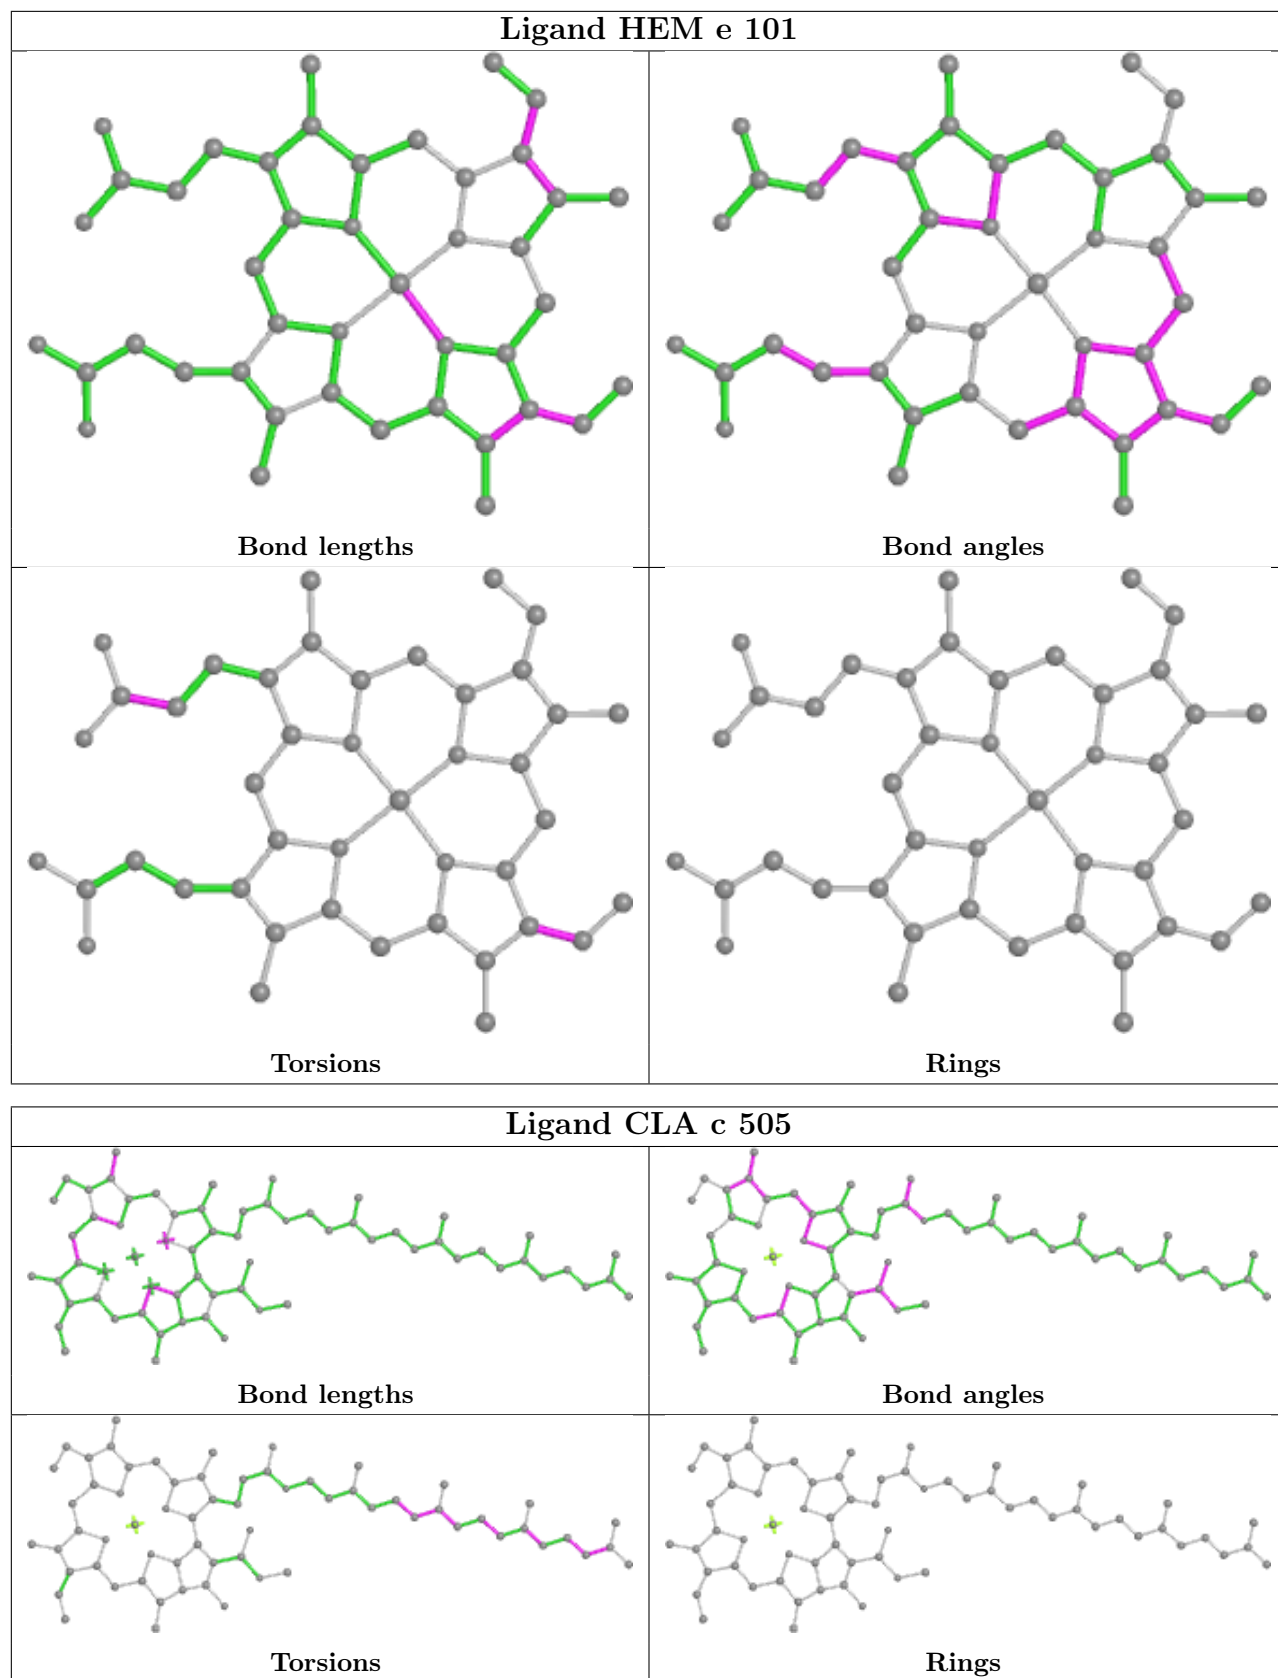 Ligand HEM e 101
Bond lengths
Bond angles
Torsions
Rings
Ligand CLA c 505
Bond lengths
Bond angles
Torsions
Rings